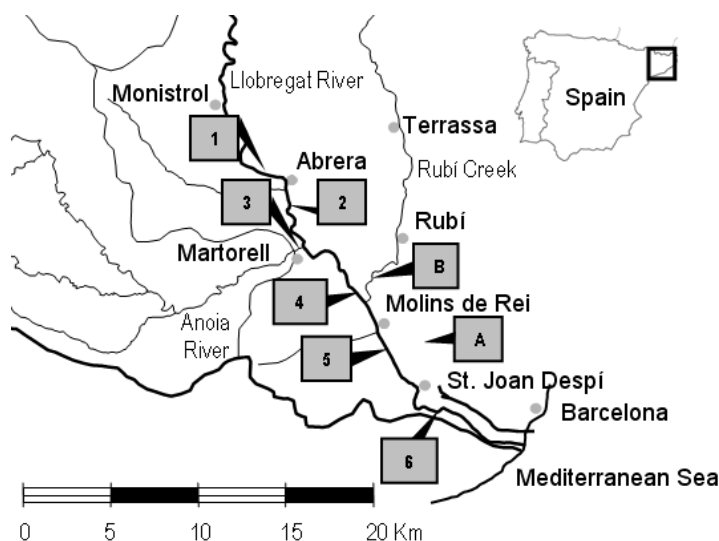 Llobregat River
Monistrol
Spain
Terrassa
1
Abrera
Rubí Creek
3
2
Rubí
Martorell
B
4
Molins de Rei
Anoia
River
A
5
St. Joan Despí
Barcelona
6
Mediterranean Sea
0 5 10 15 20 Km